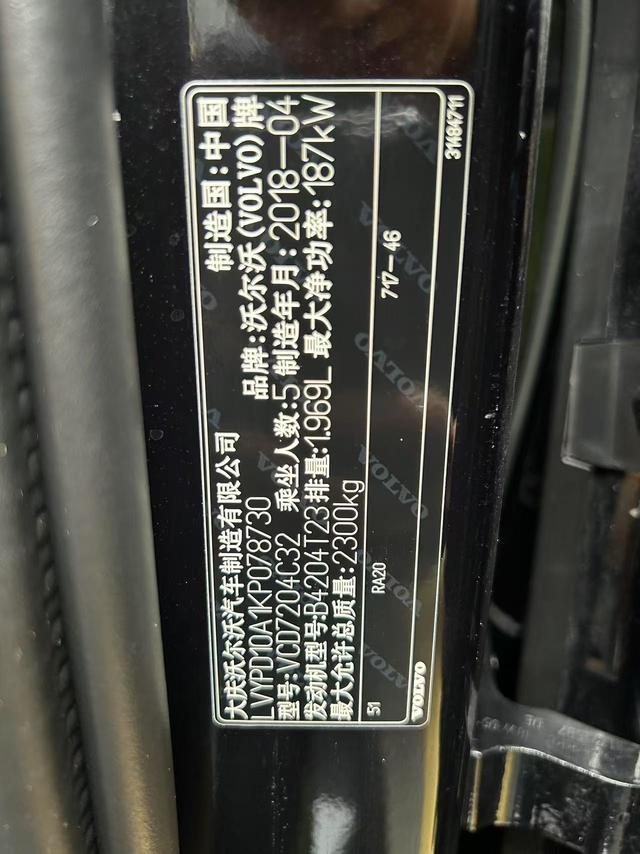 大庆沃尔沃汽车制造有限公司 制造国:中国
LVYPD10A1KP078730 品牌:沃尔沃(VOLVO)牌
型号:VCD7204C32 乘坐人数:5 制造年月:2018—04
发动机型号:B4204T23 排量:1.969L 最大净功率:187kW
最大允许总质量:2300kg
51 RA20 717-46
VOLVO 31484711